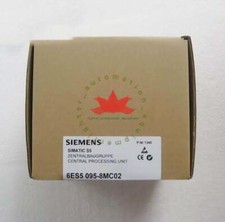 SIEMENS
SIMATIC S5
ZENTRALBAUGRUPPE
CENTRAL PROCESSING UNIT
6ES5 095-8MC02